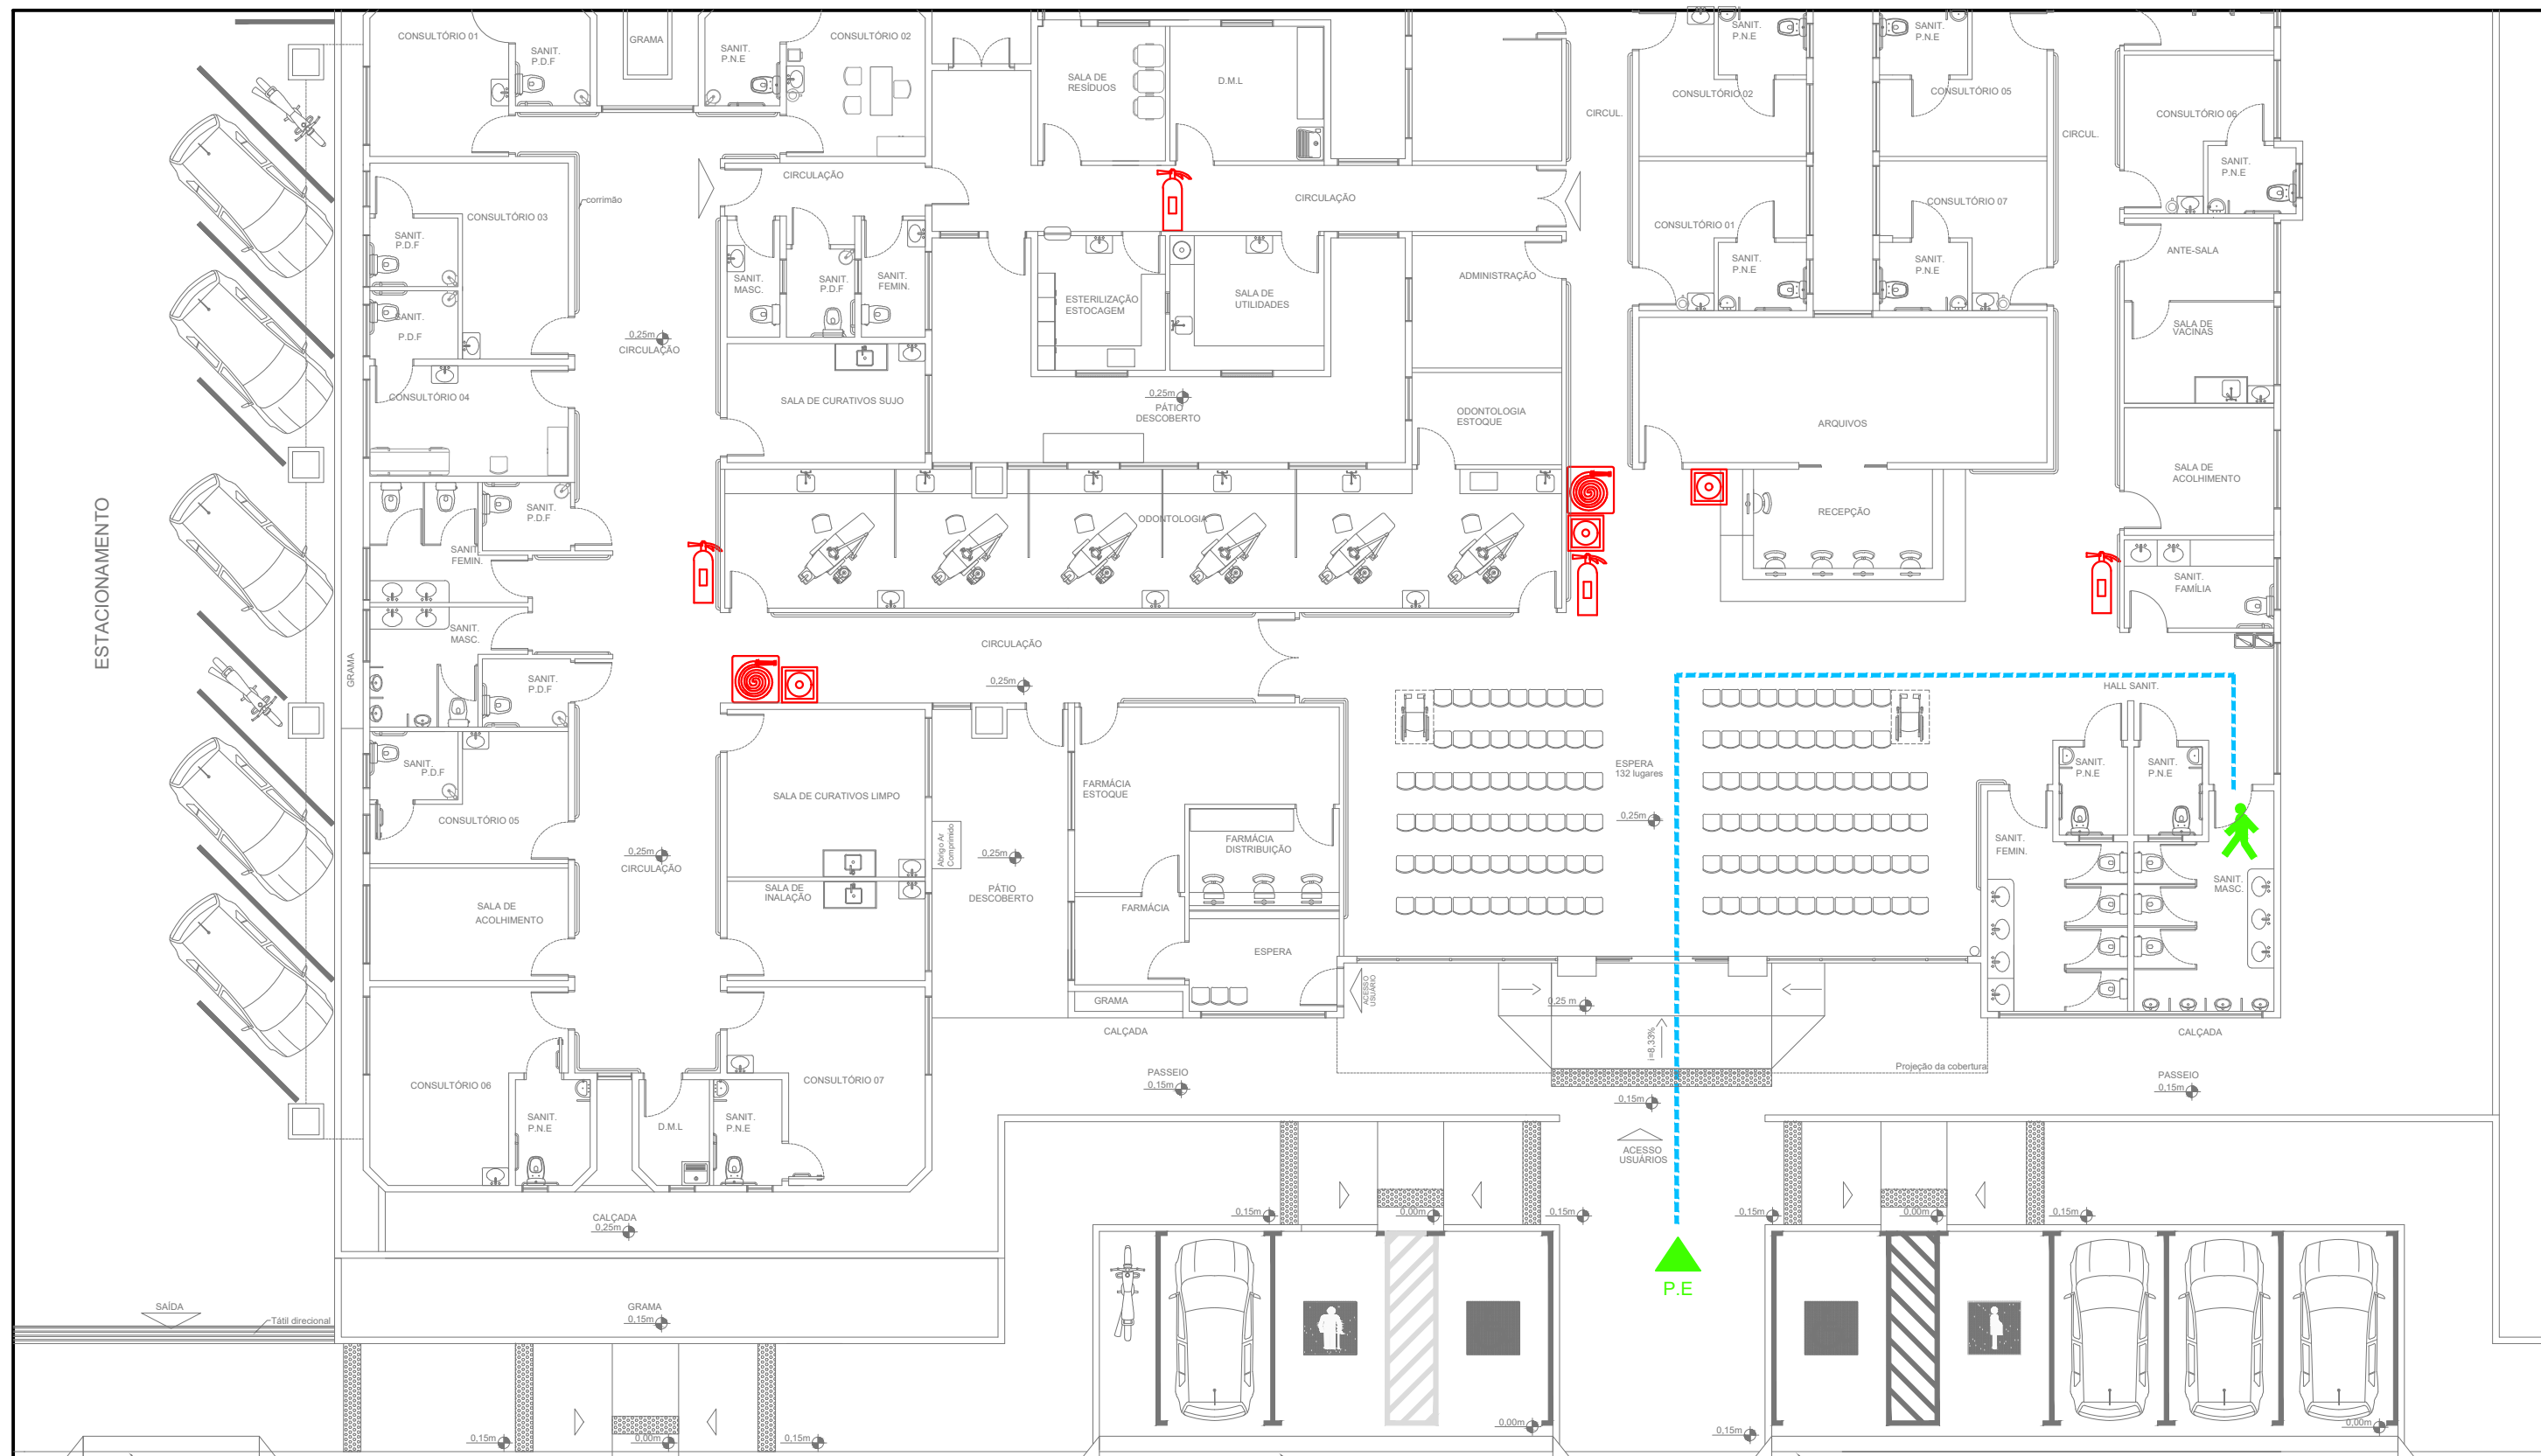 CONSULTÓRIO 01
SANIT.
P.D.F
GRAMA
SANIT.
P.N.E
CONSULTÓRIO 02
SALA DE
RESÍDUOS
D.M.L
CIRCUL.
SANIT.
P.N.E
CONSULTÓRIO 02
SANIT.
P.N.E
CONSULTÓRIO 05
CIRCUL.
CONSULTÓRIO 06
SANIT.
P.N.E
CIRCULAÇÃO
corrimão
CONSULTÓRIO 03
SANIT.
P.D.F
SANIT.
P.D.F
CIRCULAÇÃO
CONSULTÓRIO 01
SANIT.
P.N.E
CONSULTÓRIO 07
SANIT.
P.N.E
ANTE-SALA
SANIT.
MASC.
SANIT.
P.D.F
SANIT.
FEMIN.
ESTERILIZAÇÃO
ESTOCAGEM
SALA DE
UTILIDADES
ADMINISTRAÇÃO
SALA DE
VACINAS
0,25m
CIRCULAÇÃO
CONSULTÓRIO 04
SALA DE CURATIVOS SUJO
0,25m
PÁTIO
DESCOBERTO
ODONTOLOGIA
ESTOQUE
ARQUIVOS
SALA DE
ACOLHIMENTO
ESTACIONAMENTO
SANIT.
P.D.F
ODONTOLOGIA
RECEPÇÃO
SANIT.
FEMIN.
SANIT.
FAMÍLIA
SANIT.
MASC.
GRAMA
SANIT.
P.D.F
CIRCULAÇÃO
0,25m
HALL SANIT.
SANIT.
P.D.F
CONSULTÓRIO 05
SALA DE CURATIVOS LIMPO
FARMÁCIA
ESTOQUE
ESPERA
132 lugares
0,25m
SANIT.
P.N.E
SANIT.
P.N.E
0,25m
CIRCULAÇÃO
Abrigo Ar
Comprimido
0,25m
PÁTIO
DESCOBERTO
FARMÁCIA
DISTRIBUIÇÃO
SANIT.
FEMIN.
SANIT.
MASC.
SALA DE
ACOLHIMENTO
SALA DE
INALAÇÃO
FARMÁCIA
ESPERA
ACESSO
USUÁRIO
GRAMA
0,25 m
CALÇADA
i=8,33%
CALÇADA
CONSULTÓRIO 06
CONSULTÓRIO 07
PASSEIO
0,15m
Projeção da cobertura
PASSEIO
0,15m
SANIT.
P.N.E
D.M.L
SANIT.
P.N.E
0,15m
ACESSO
USUÁRIOS
CALÇADA
0,25m
0,15m
0,00m
0,15m
0,15m
0,00m
0,15m
P.E
SAÍDA
Tátil direcional
GRAMA
0,15m
0,15m
0,00m
0,15m
0,00m
0,15m
0,00m